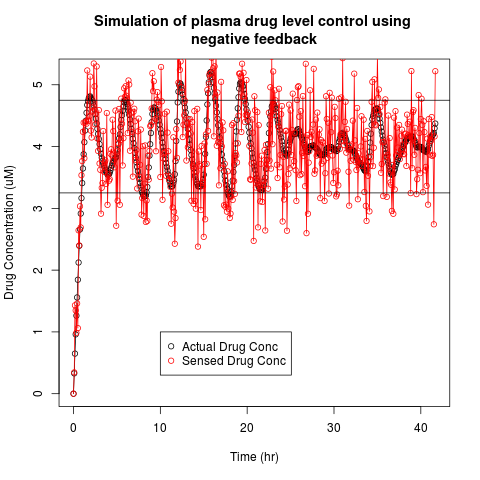 Simulation of plasma drug level control using
negative feedback
Drug Concentration (uM)
5
4
3
2
1
0
Actual Drug Conc
Sensed Drug Conc
0 10 20 30 40
Time (hr)